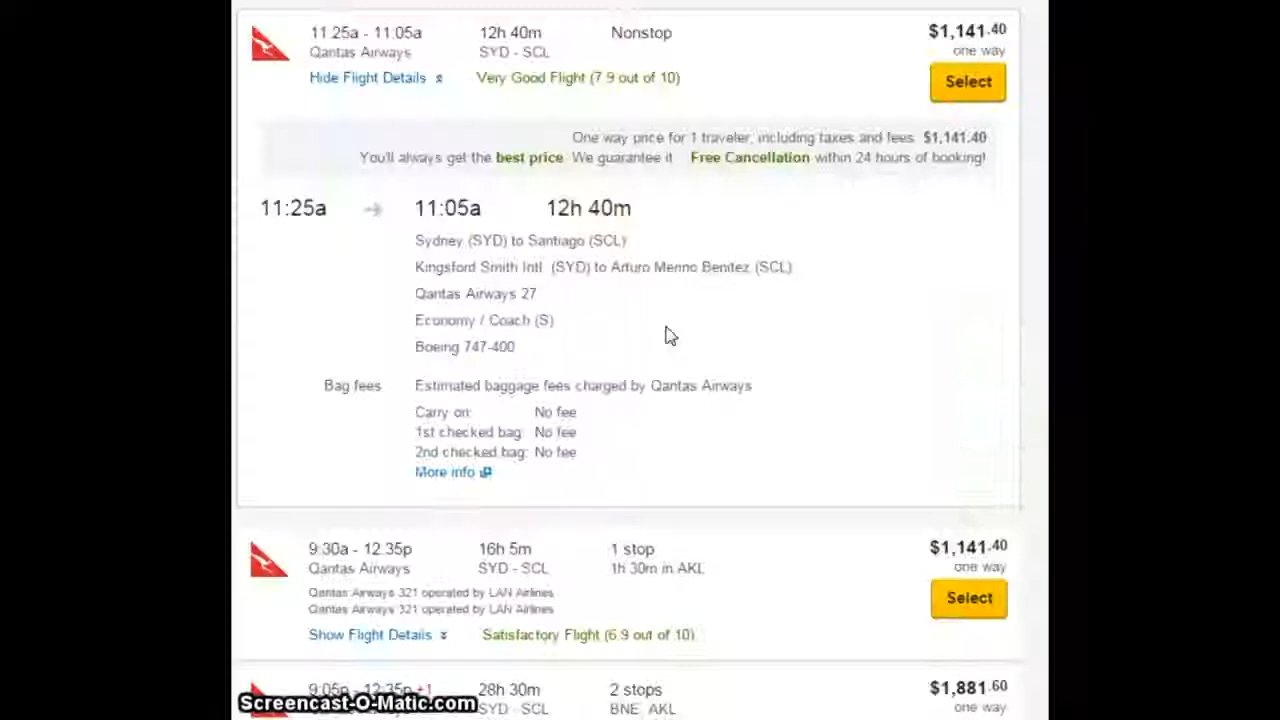 11:25a - 11:05a 12h 40m Nonstop $1,141.40
Qantas Airways SYD - SCL one way
Hide Flight Details Very Good Flight (7.9 out of 10) Select
One way price for 1 traveler, including taxes and fees $1,141.40
You'll always get the best price. We guarantee it Free Cancellation within 24 hours of booking!
11:25a → 11:05a 12h 40m
Sydney (SYD) to Santiago (SCL)
Kingsford Smith Intl. (SYD) to Arturo Merino Benitez (SCL)
Qantas Airways 27
Economy / Coach (S)
Boeing 747-400
Bag fees Estimated baggage fees charged by Qantas Airways
Carry on: No fee
1st checked bag: No fee
2nd checked bag: No fee
More info
9:30a - 12:35p 16h 5m 1 stop $1,141.40
Qantas Airways SYD - SCL 1h 30m in AKL one way
Qantas Airways 321 operated by LAN Airlines
Qantas Airways 321 operated by LAN Airlines
Show Flight Details Satisfactory Flight (6.9 out of 10) Select
9:05p - 12:35p +1 28h 30m 2 stops $1,881.60
SYD - SCL BNE, AKL one way
Screencast-O-Matic.com